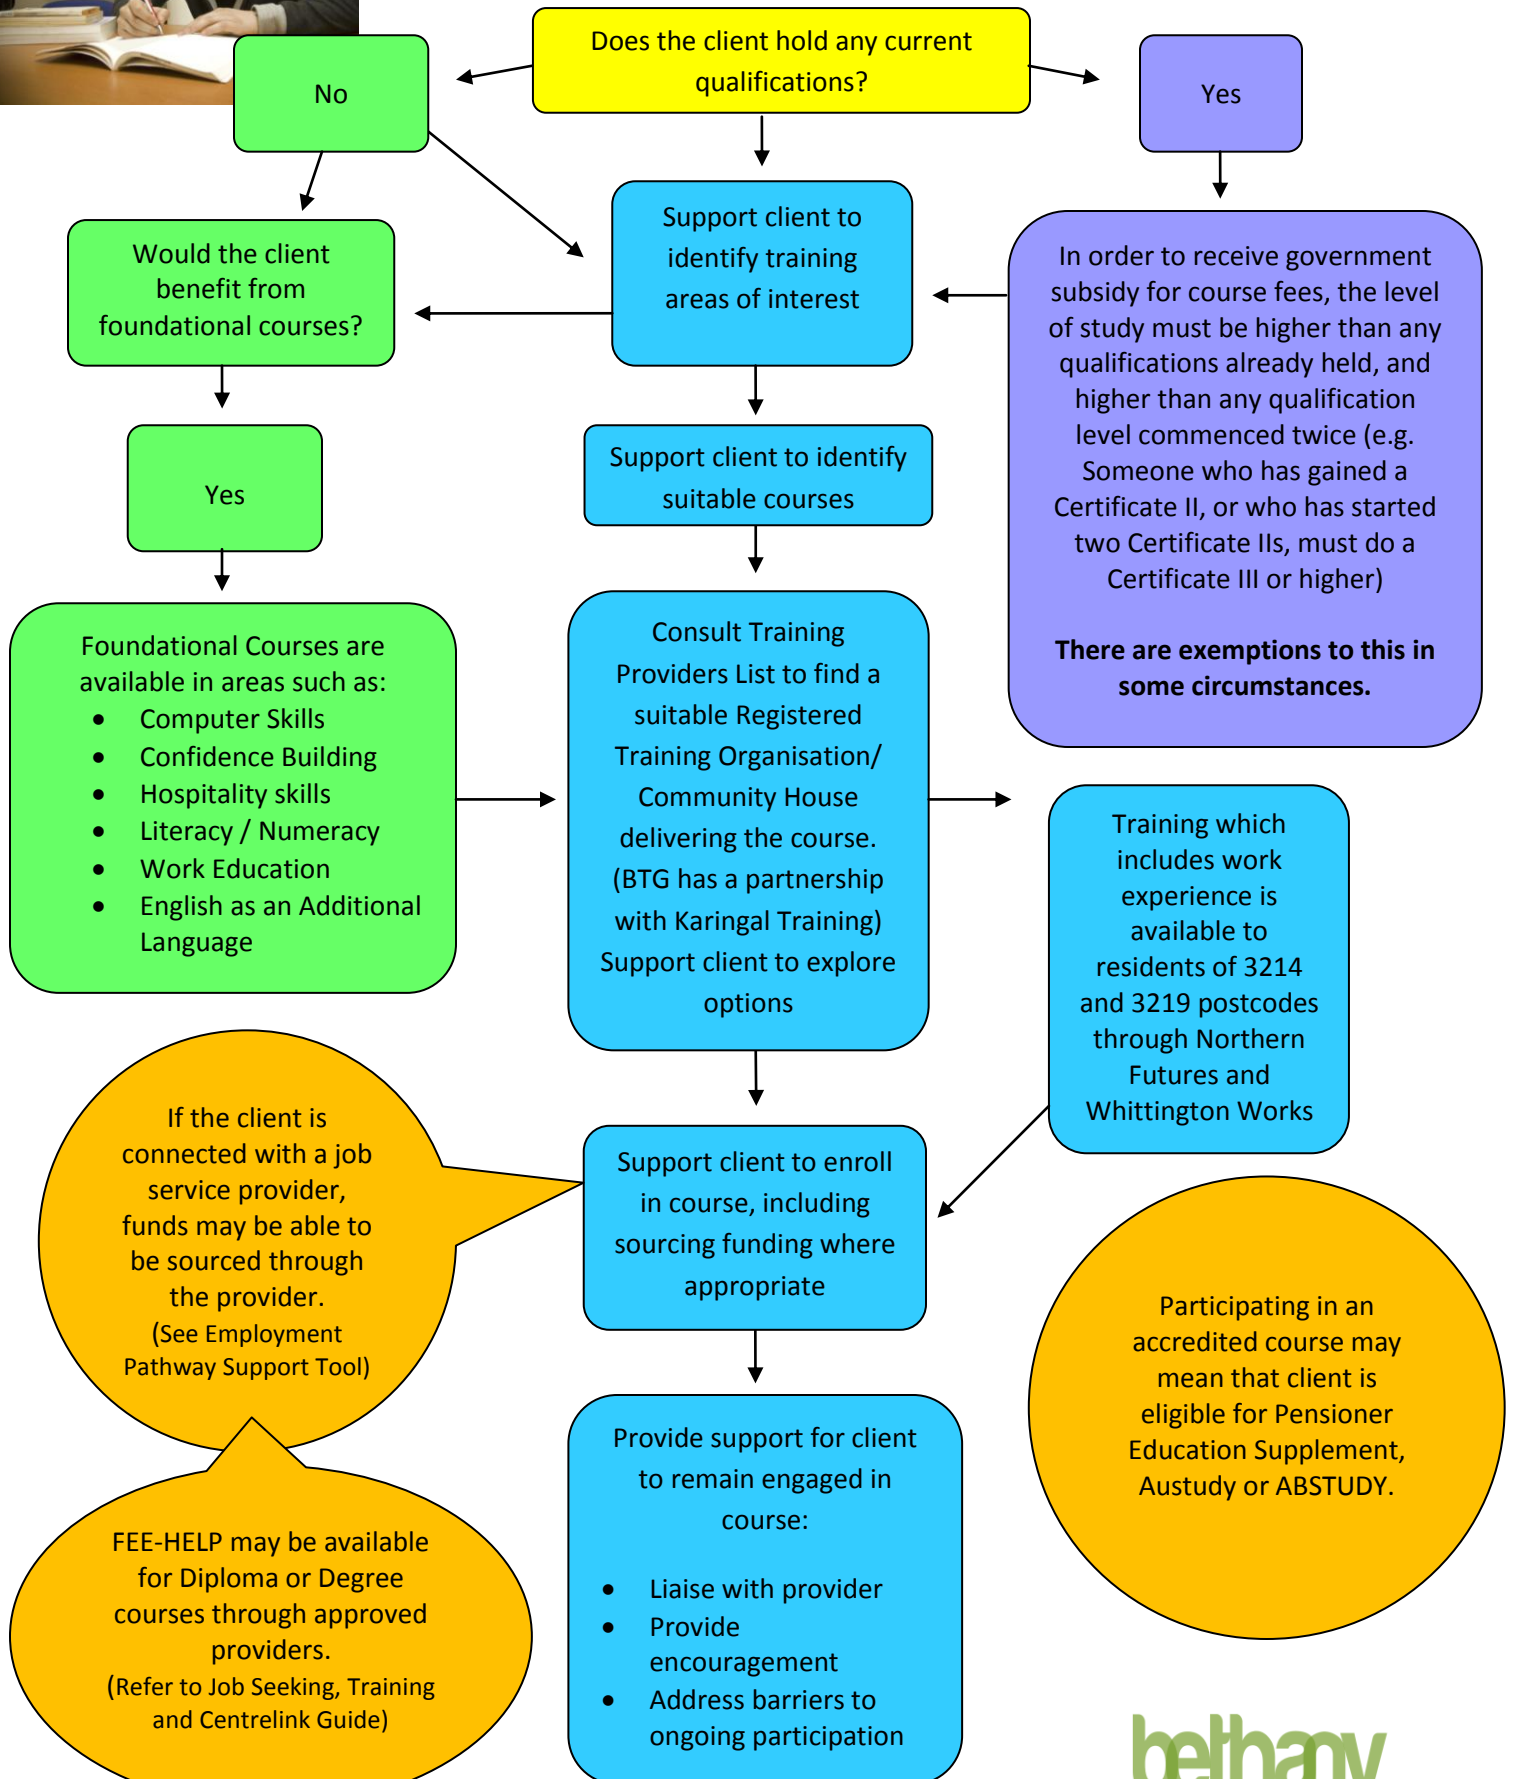 Does the client hold any current
qualifications?
No
Yes
Support client to
identify training
areas of interest
Would the client
benefit from
foundational courses?
In order to receive government
subsidy for course fees, the level
of study must be higher than any
qualifications already held, and
higher than any qualification
level commenced twice (e.g.
Someone who has gained a
Certificate II, or who has started
two Certificate IIs, must do a
Certificate III or higher)
There are exemptions to this in
some circumstances.
Yes
Support client to identify
suitable courses
Foundational Courses are
available in areas such as:
• Computer Skills
• Confidence Building
• Hospitality skills
• Literacy / Numeracy
• Work Education
• English as an Additional
Language
Consult Training
Providers List to find a
suitable Registered
Training Organisation/
Community House
delivering the course.
(BTG has a partnership
with Karingal Training)
Support client to explore
options
Training which
includes work
experience is
available to
residents of 3214
and 3219 postcodes
through Northern
Futures and
Whittington Works
If the client is
connected with a job
service provider,
funds may be able to
be sourced through
the provider.
(See Employment
Pathway Support Tool)
Support client to enroll
in course, including
sourcing funding where
appropriate
Participating in an
accredited course may
mean that client is
eligible for Pensioner
Education Supplement,
Austudy or ABSTUDY.
FEE-HELP may be available
for Diploma or Degree
courses through approved
providers.
(Refer to Job Seeking, Training
and Centrelink Guide)
Provide support for client
to remain engaged in
course:
• Liaise with provider
• Provide
encouragement
• Address barriers to
ongoing participation
bethany